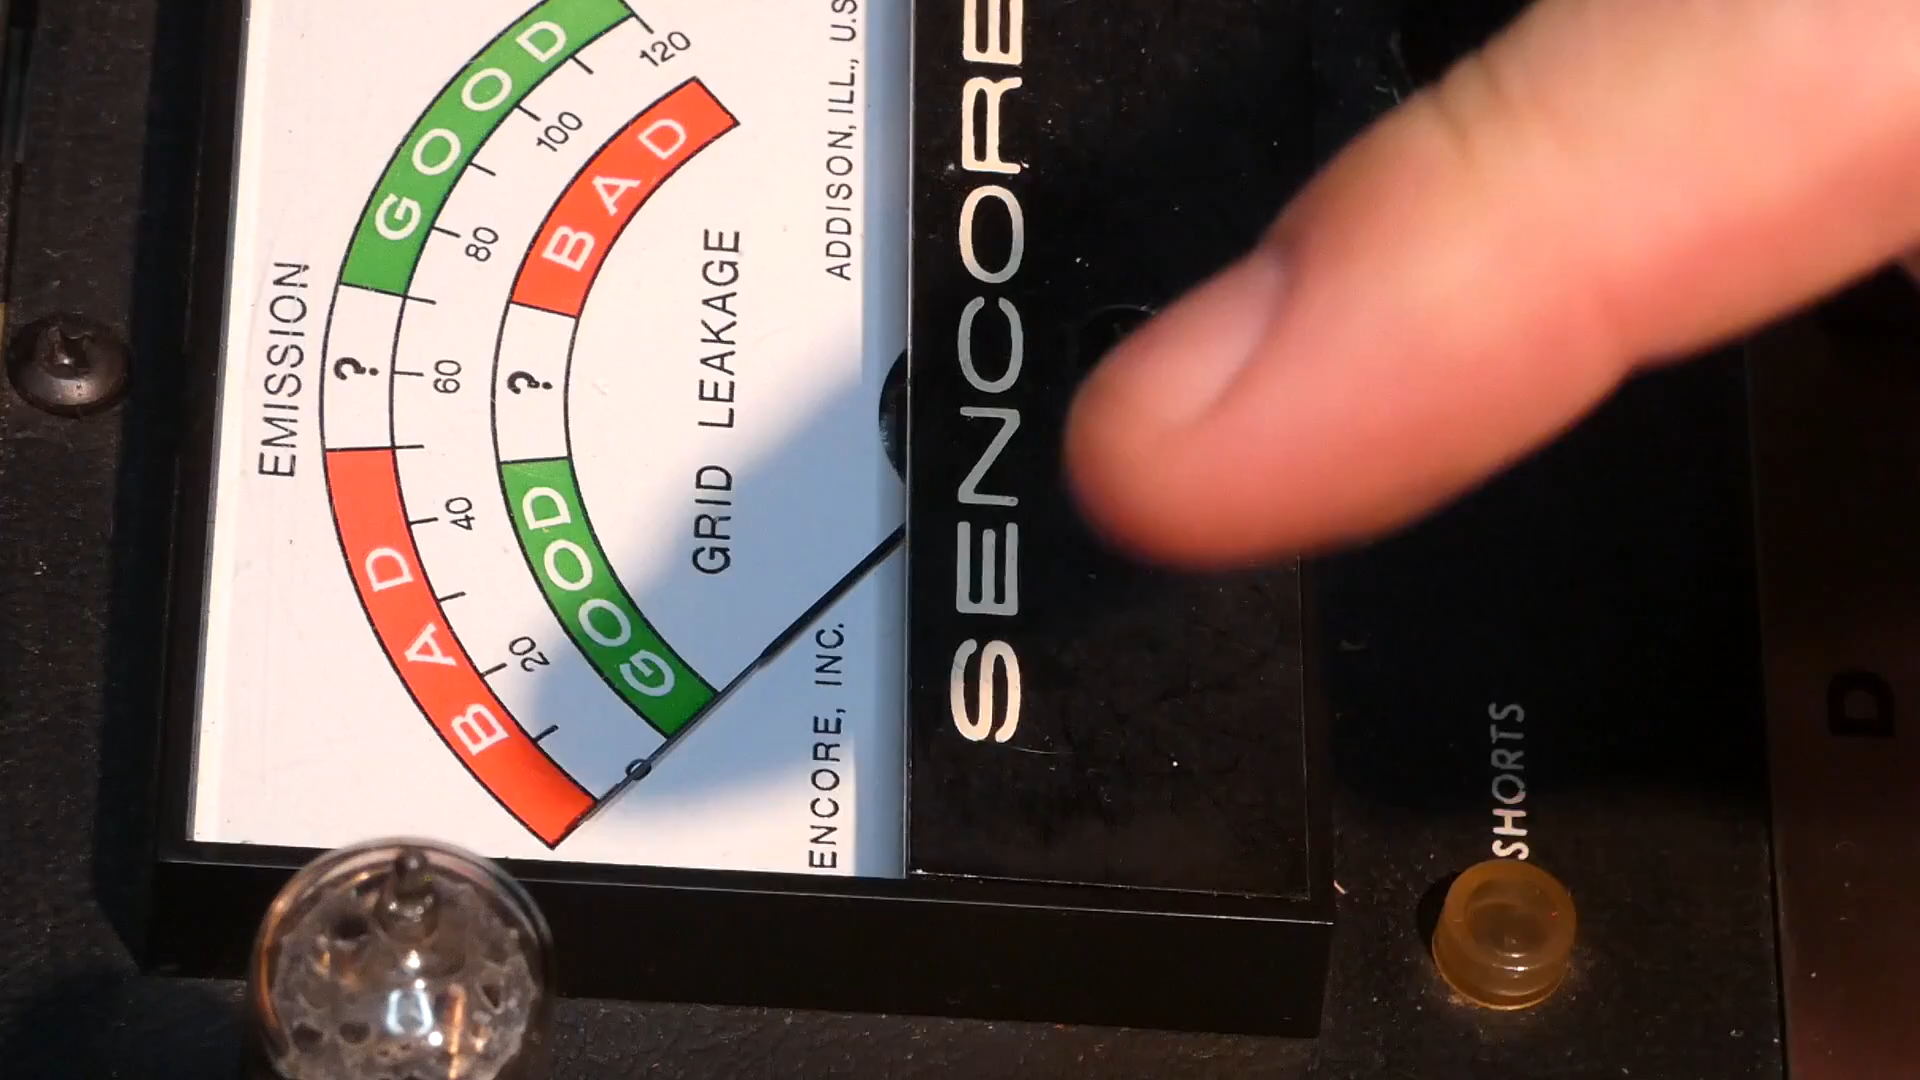 EMISSION
BAD ? GOOD
20 40 60 80 100 120
GOOD ? BAD
GRID LEAKAGE
ENCORE, INC.
ADDISON, ILL., U.S
SENCORE
SHORTS
D